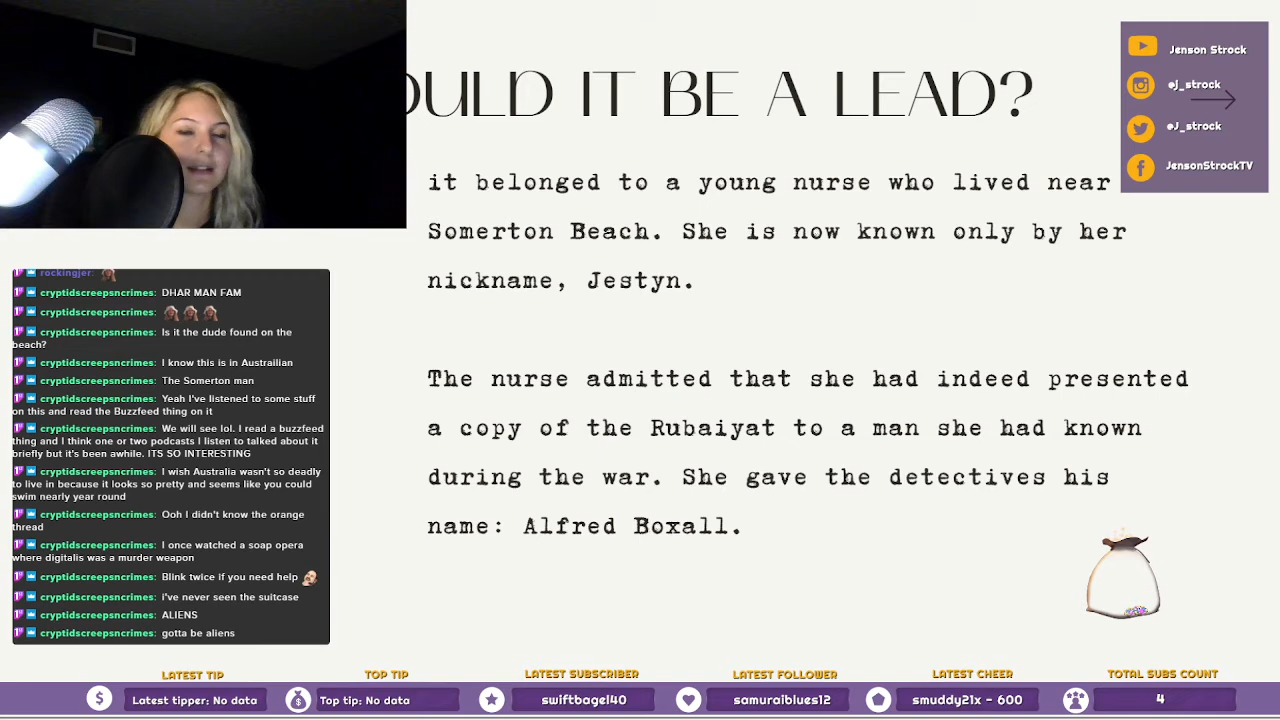 OULD IT BE A LEAD?
Jenson Strock
@J_strock
@J_strock
JensonStrockTV
it belonged to a young nurse who lived near
Somerton Beach. She is now known only by her
nickname, Jestyn.
The nurse admitted that she had indeed presented
a copy of the Rubaiyat to a man she had known
during the war. She gave the detectives his
name: Alfred Boxall.
rockingjer:
cryptidscreepsncrimes: DHAR MAN FAM
cryptidscreepsncrimes:
cryptidscreepsncrimes: Is it the dude found on the
beach?
cryptidscreepsncrimes: I know this is in Austrailian
cryptidscreepsncrimes: The Somerton man
cryptidscreepsncrimes: Yeah I've listened to some stuff
on this and read the Buzzfeed thing on it
cryptidscreepsncrimes: We will see lol. I read a buzzfeed
thing and I think one or two podcasts I listen to talked about it
briefly but it's been awhile. ITS SO INTERESTING
cryptidscreepsncrimes: I wish Australia wasn't so deadly
to live in because it looks so pretty and seems like you could
swim nearly year round
cryptidscreepsncrimes: Ooh I didn't know the orange
thread
cryptidscreepsncrimes: I once watched a soap opera
where digitalis was a murder weapon
cryptidscreepsncrimes: Blink twice if you need help
cryptidscreepsncrimes: i've never seen the suitcase
cryptidscreepsncrimes: ALIENS
cryptidscreepsncrimes: gotta be aliens
LATEST TIP
TOP TIP
LATEST SUBSCRIBER
LATEST FOLLOWER
LATEST CHEER
TOTAL SUBS COUNT
Latest tipper: No data
Top tip: No data
swiftbagel40
samuraiblues12
smuddy21x - 600
4